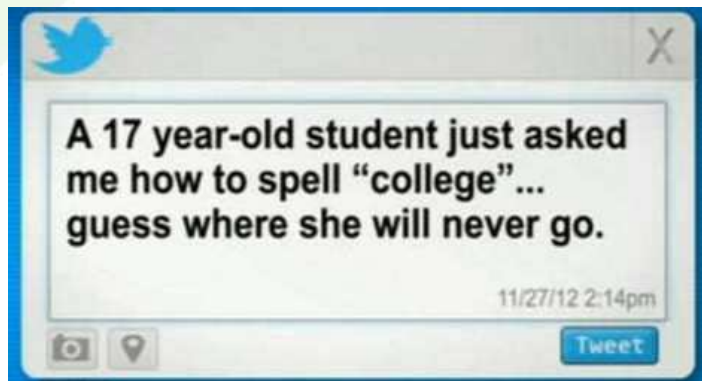 X
A 17 year-old student just asked
me how to spell “college”...
guess where she will never go.
11/27/12 2:14pm
Tweet